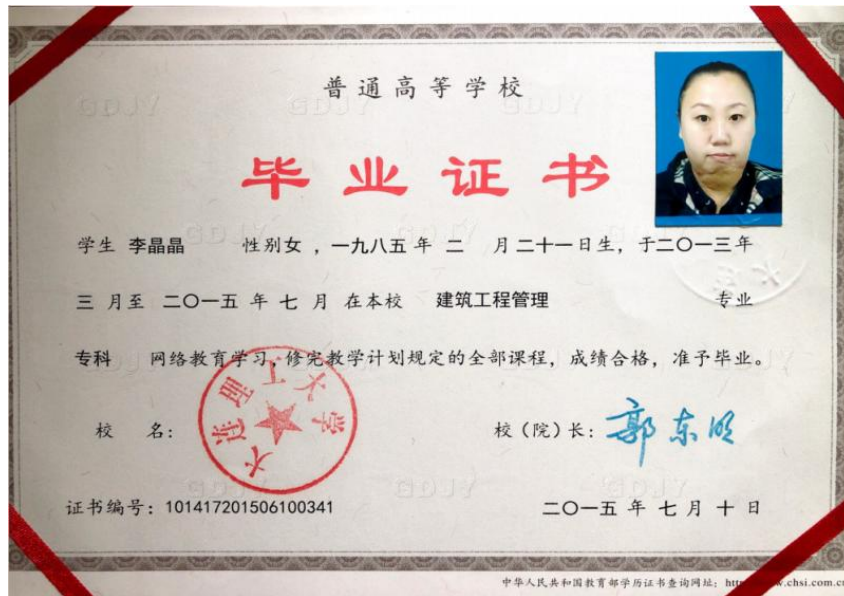 普通高等学校
毕业证书
学生 李晶晶 性别女，一九八五年 二 月二十一日生，于二〇一三年
三 月至 二〇一五 年 七 月 在本校 建筑工程管理 专业
专科 网络教育学习，修完教学计划规定的全部课程，成绩合格，准予毕业。
校 名：
大连理工大学
校（院）长：郭东明
证书编号：101417201506100341
二〇一五 年 七 月 十 日
中华人民共和国教育部学历证书查询网址：htt www.chsi.com.c
GDJY